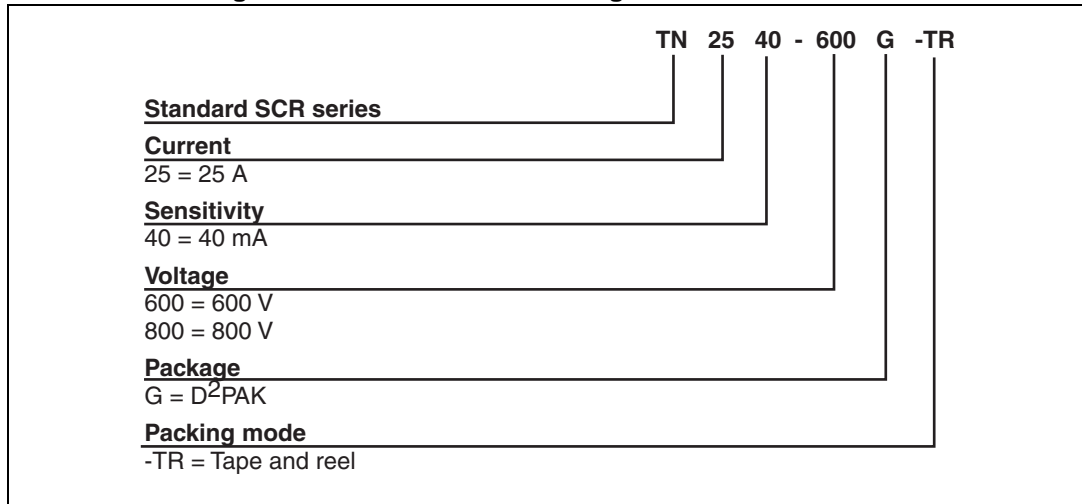 TN 25 40 - 600 G -TR
Standard SCR series
Current
25 = 25 A
Sensitivity
40 = 40 mA
Voltage
600 = 600 V
800 = 800 V
Package
G = D2PAK
Packing mode
-TR = Tape and reel